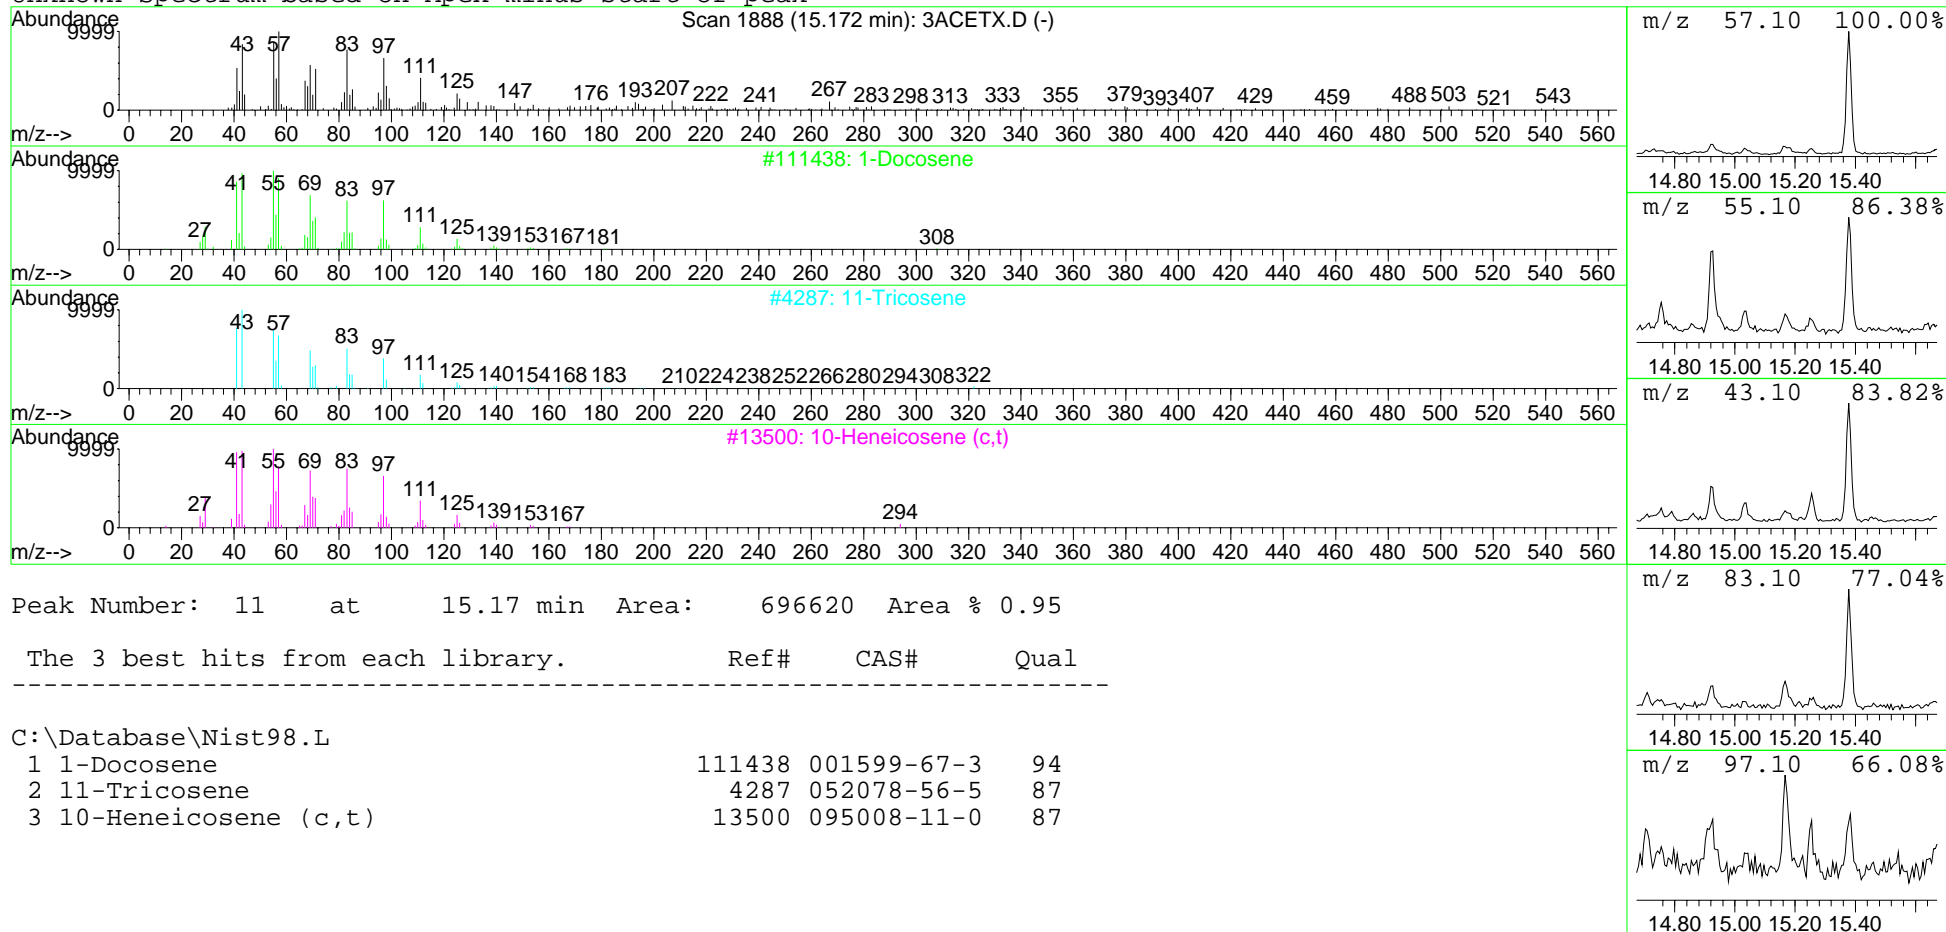 Unknown Spectrum based on Apex minus start of peak
Abundance
Scan 1888 (15.172 min): 3ACETX.D (-)
9999
43 57 83 97 111 125 147 176 193 207 222 241 267 283 298 313 333 355 379 393 407 429 459 488 503 521 543
0
m/z--> 0 20 40 60 80 100 120 140 160 180 200 220 240 260 280 300 320 340 360 380 400 420 440 460 480 500 520 540 560
Abundance
#111438: 1-Docosene
9999
27 41 55 69 83 97 111 125 139 153 167 181 308
0
m/z--> 0 20 40 60 80 100 120 140 160 180 200 220 240 260 280 300 320 340 360 380 400 420 440 460 480 500 520 540 560
Abundance
#4287: 11-Tricosene
9999
43 57 83 97 111 125 140 154 168 183 210 224 238 252 266 280 294 308 322
0
m/z--> 0 20 40 60 80 100 120 140 160 180 200 220 240 260 280 300 320 340 360 380 400 420 440 460 480 500 520 540 560
Abundance
#13500: 10-Heneicosene (c,t)
9999
27 41 55 69 83 97 111 125 139 153 167 294
0
m/z--> 0 20 40 60 80 100 120 140 160 180 200 220 240 260 280 300 320 340 360 380 400 420 440 460 480 500 520 540 560
m/z 57.10 100.00%
14.80 15.00 15.20 15.40
m/z 55.10 86.38%
14.80 15.00 15.20 15.40
m/z 43.10 83.82%
14.80 15.00 15.20 15.40
m/z 83.10 77.04%
14.80 15.00 15.20 15.40
m/z 97.10 66.08%
14.80 15.00 15.20 15.40
Peak Number: 11 at 15.17 min Area: 696620 Area % 0.95
The 3 best hits from each library. Ref# CAS# Qual
---------------------------------------------------------------------
C:\Database\Nist98.L
1 1-Docosene 111438 001599-67-3 94
2 11-Tricosene 4287 052078-56-5 87
3 10-Heneicosene (c,t) 13500 095008-11-0 87